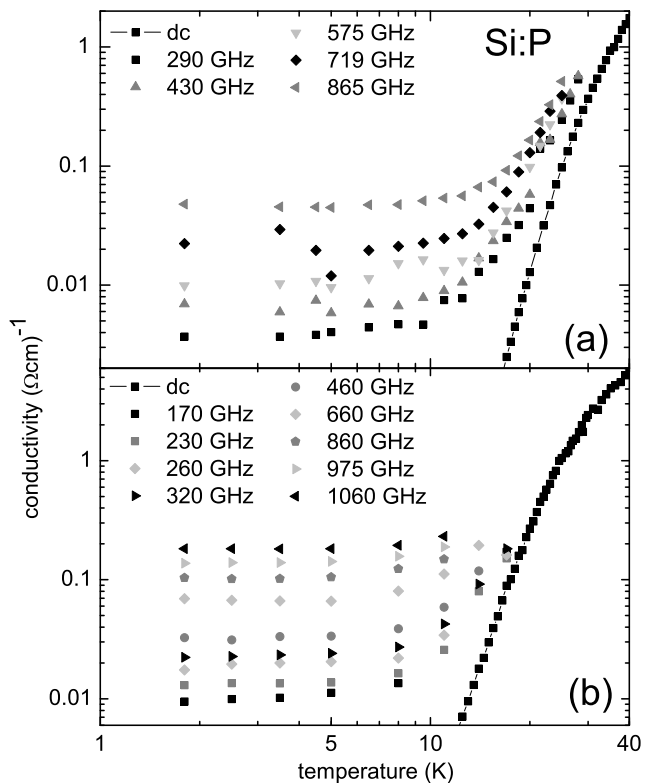 dc
290 GHz
430 GHz
575 GHz
719 GHz
865 GHz
Si:P
1
0.1
0.01
(a)
dc
170 GHz
230 GHz
260 GHz
320 GHz
460 GHz
660 GHz
860 GHz
975 GHz
1060 GHz
1
0.1
0.01
(b)
conductivity (Ωcm)-1
1
5
10
20
40
temperature (K)